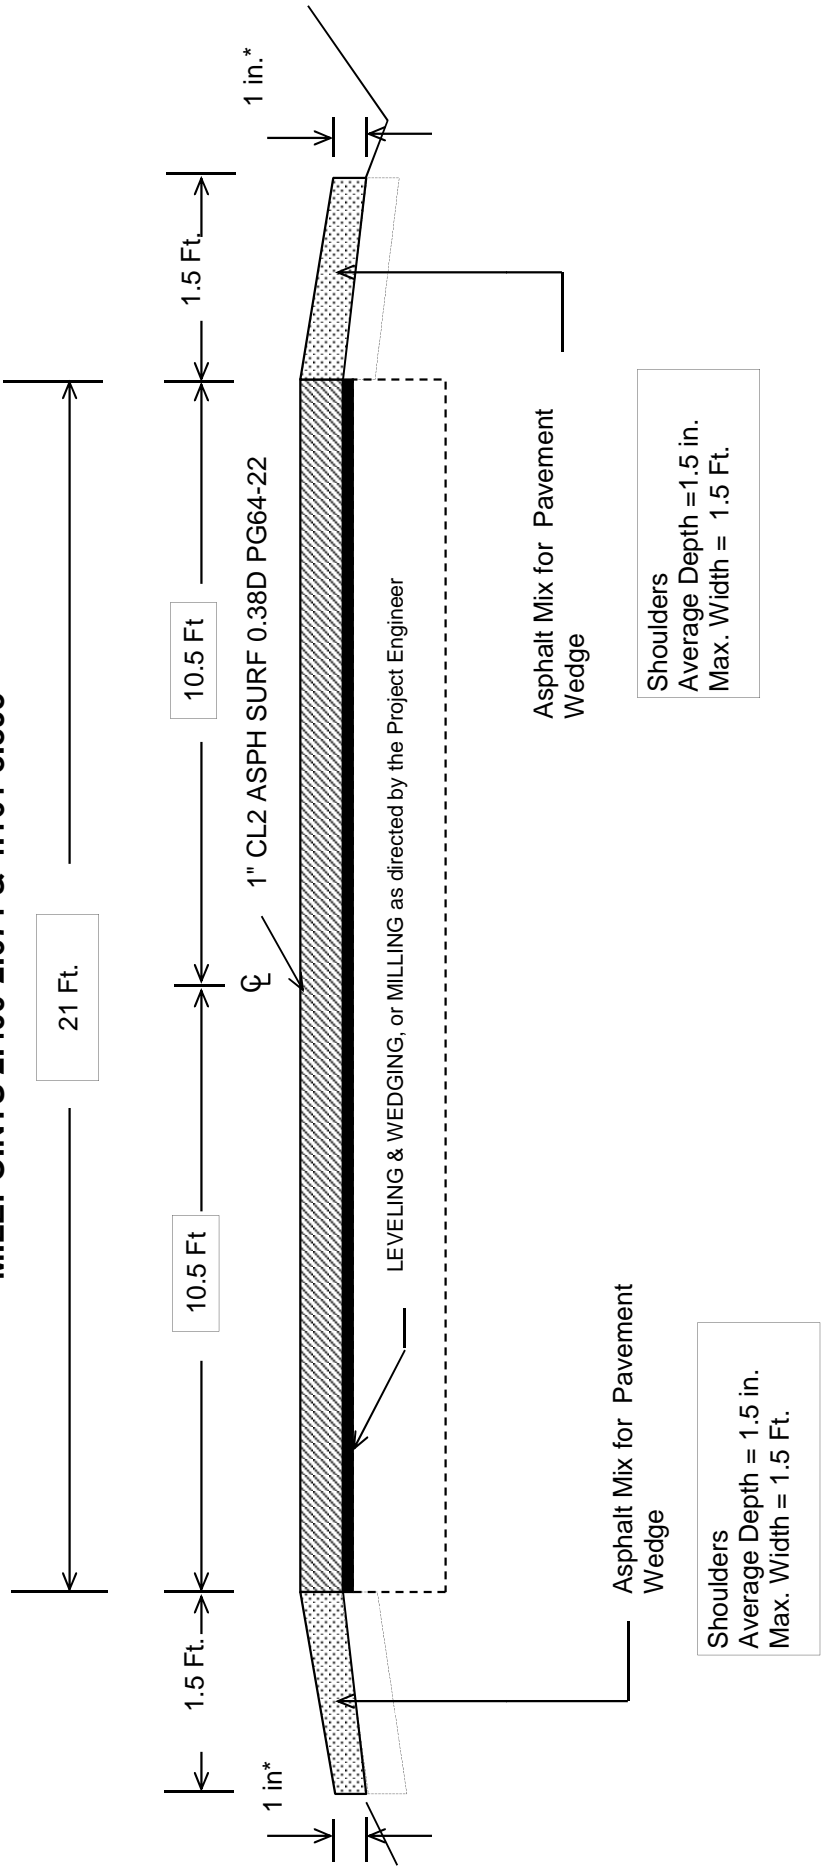 21 Ft.
1.5 Ft.
10.5 Ft
10.5 Ft
1.5 Ft.
1 in*
℄
1" CL2 ASPH SURF 0.38D PG64-22
1 in.*
LEVELING & WEDGING, or MILLING as directed by the Project Engineer
Asphalt Mix for Pavement
Wedge
Shoulders
Average Depth = 1.5 in.
Max. Width = 1.5 Ft.
Asphalt Mix for Pavement
Wedge
Shoulders
Average Depth =1.5 in.
Max. Width = 1.5 Ft.